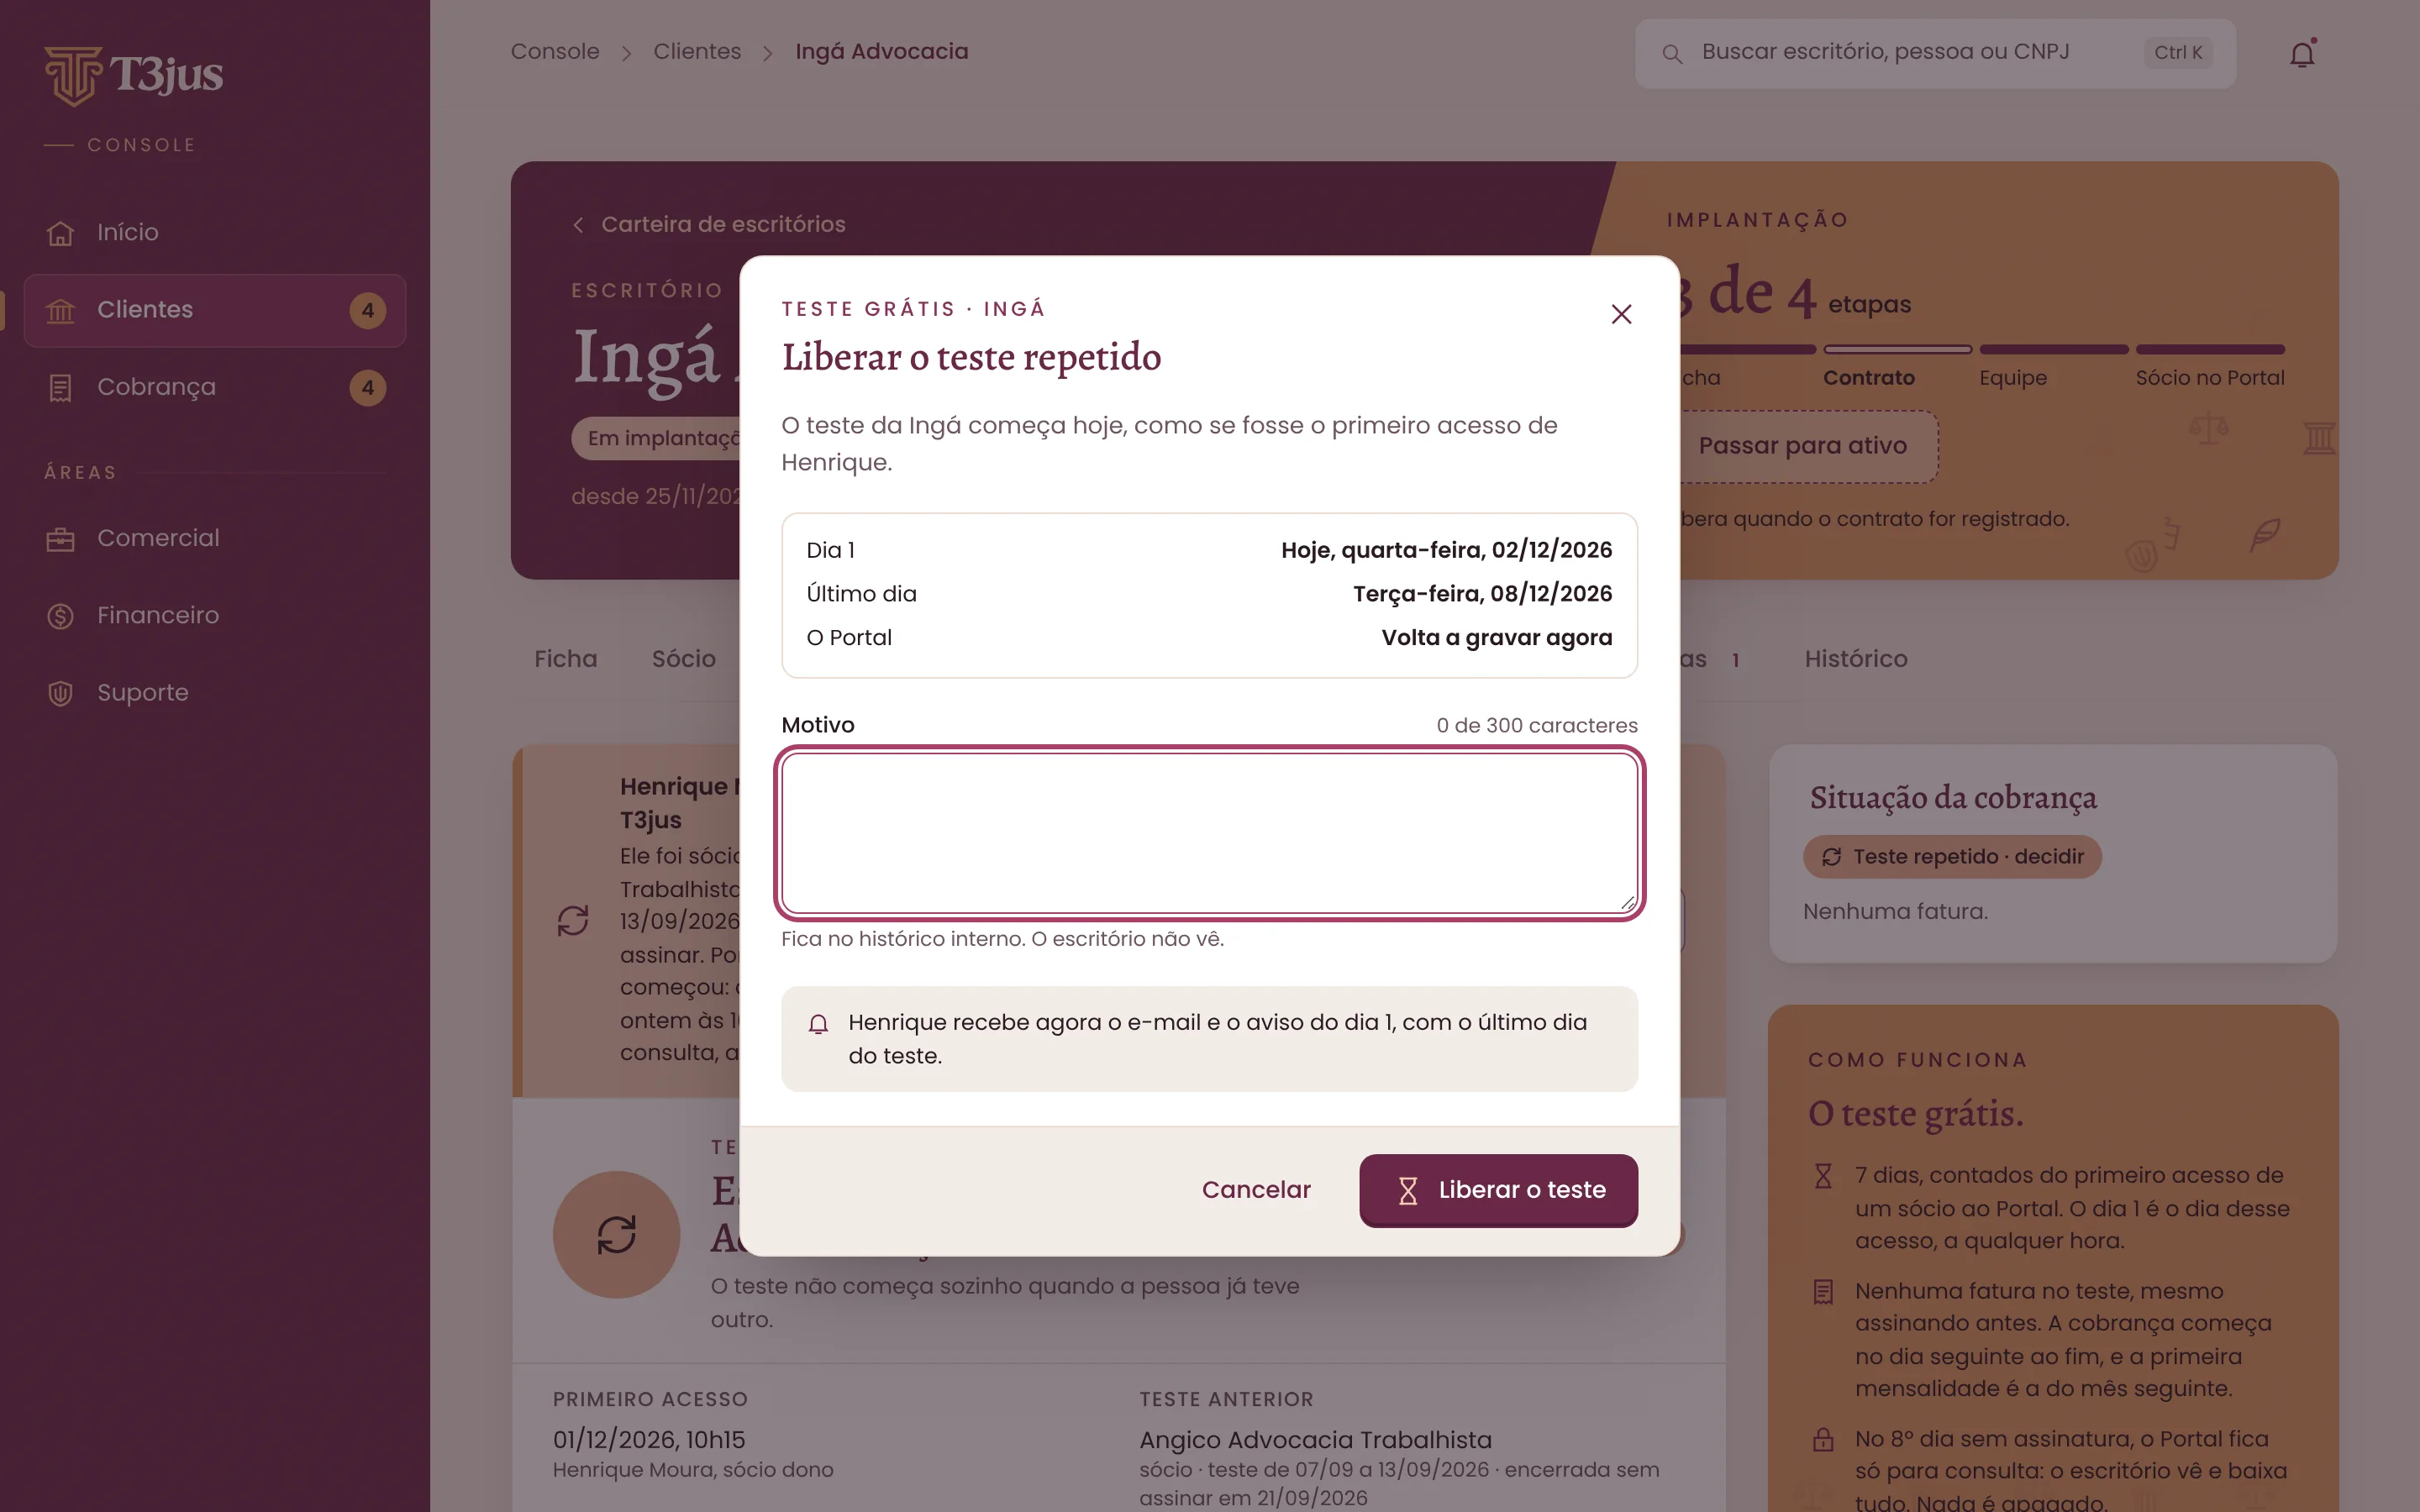 T3jus
CONSOLE
Início
Clientes 4
Cobrança 4
ÁREAS
Comercial
Financeiro
Suporte
Console Clientes Ingá Advocacia
Buscar escritório, pessoa ou CNPJ Ctrl K
Carteira de escritórios
ESCRITÓRIO
Ingá
Em implantaçã
desde 25/11/202
IMPLANTAÇÃO
3 de 4 etapas
cha Contrato Equipe Sócio no Portal
Passar para ativo
bera quando o contrato for registrado.
Ficha Sócio as 1 Histórico
TESTE GRÁTIS · INGÁ
Liberar o teste repetido
O teste da Ingá começa hoje, como se fosse o primeiro acesso de
Henrique.
Dia 1 Hoje, quarta-feira, 02/12/2026
Último dia Terça-feira, 08/12/2026
O Portal Volta a gravar agora
Motivo 0 de 300 caracteres
Fica no histórico interno. O escritório não vê.
Henrique recebe agora o e-mail e o aviso do dia 1, com o último dia
do teste.
Cancelar Liberar o teste
Henrique
T3jus
Ele foi sócio
Trabalhista
13/09/2026
assinar. Po
começou:
ontem às 1
consulta, a
TE
O teste não começa sozinho quando a pessoa já teve
outro.
PRIMEIRO ACESSO
01/12/2026, 10h15
Henrique Moura, sócio dono
TESTE ANTERIOR
Angico Advocacia Trabalhista
sócio · teste de 07/09 a 13/09/2026 · encerrada sem
assinar em 21/09/2026
Situação da cobrança
Teste repetido · decidir
Nenhuma fatura.
COMO FUNCIONA
O teste grátis.
7 dias, contados do primeiro acesso de
um sócio ao Portal. O dia 1 é o dia desse
acesso, a qualquer hora.
Nenhuma fatura no teste, mesmo
assinando antes. A cobrança começa
no dia seguinte ao fim, e a primeira
mensalidade é a do mês seguinte.
No 8º dia sem assinatura, o Portal fica
só para consulta: o escritório vê e baixa
tudo. Nada é apagado.